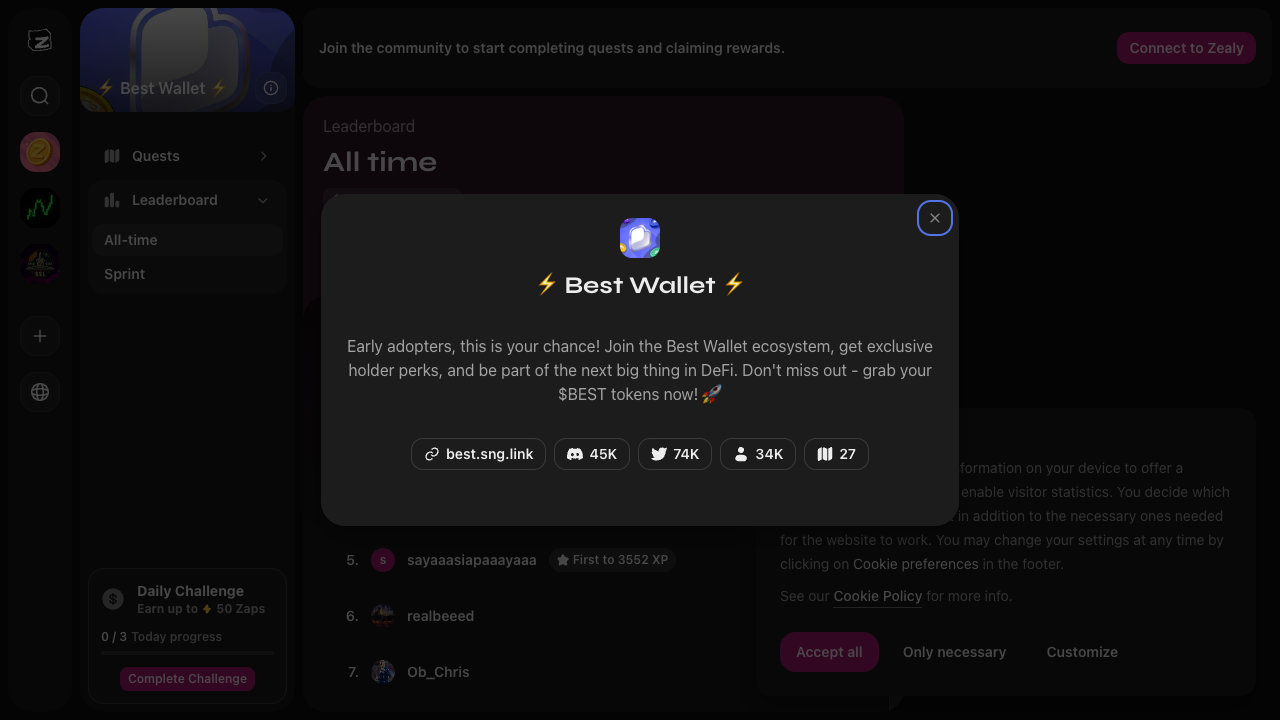 Join the community to start completing quests and claiming rewards.
Connect to Zealy
⚡ Best Wallet ⚡
Quests
Leaderboard
All-time
Sprint
Leaderboard
All time
⚡ Best Wallet ⚡
Early adopters, this is your chance! Join the Best Wallet ecosystem, get exclusive
holder perks, and be part of the next big thing in DeFi. Don't miss out - grab your
$BEST tokens now! 🚀
best.sng.link
45K
74K
34K
27
formation on your device to offer a
enable visitor statistics. You decide which
in addition to the necessary ones needed
for the website to work. You may change your settings at any time by
clicking on Cookie preferences in the footer.
See our Cookie Policy for more info.
Accept all
Only necessary
Customize
5. s sayaaasiapaaayaaa First to 3552 XP
6. realbeeed
7. Ob_Chris
Daily Challenge
Earn up to ⚡ 50 Zaps
0 / 3 Today progress
Complete Challenge